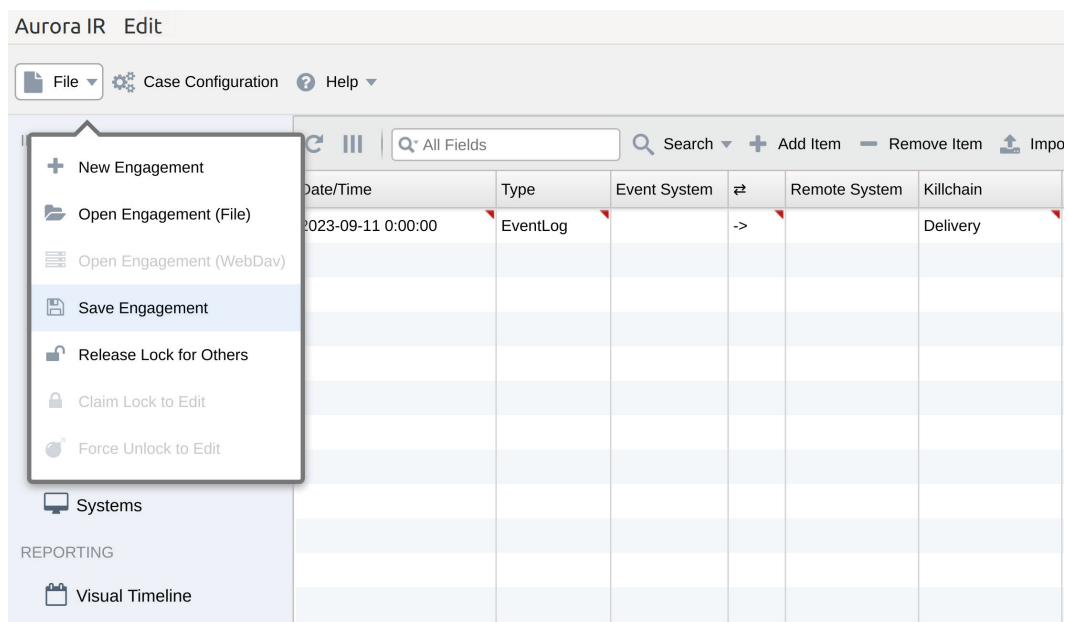 Aurora IR Edit
File Case Configuration Help
All Fields Search Add Item Remove Item Impo
New Engagement
Open Engagement (File)
Open Engagement (WebDav)
Save Engagement
Release Lock for Others
Claim Lock to Edit
Force Unlock to Edit
Systems
REPORTING
Visual Timeline
Date/Time Type Event System ⇄ Remote System Killchain
2023-09-11 0:00:00 EventLog -> Delivery